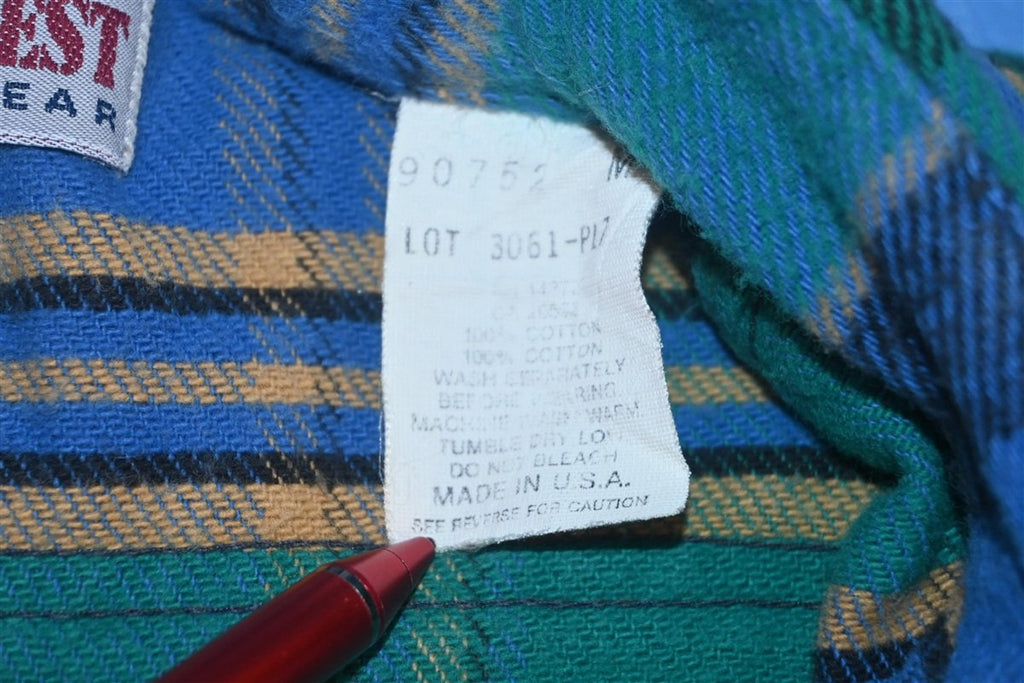 EST
EAR
90752 M
LOT 3061-PLZ
100% COTTON
100% COTTON
WASH SEPARATELY
BEFORE WEARING
MACHINE WASH WARM
TUMBLE DRY LOW
DO NOT BLEACH
MADE IN U.S.A.
SEE REVERSE FOR CAUTION